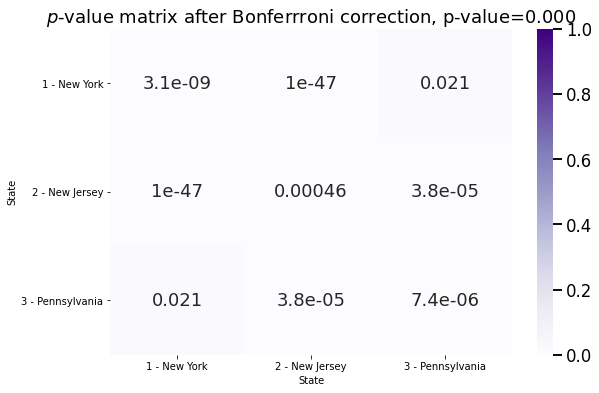 p-value matrix after Bonferrroni correction, p-value=0.000
1.0
1 - New York 3.1e-09 1e-47 0.021
0.8
0.6
State 2 - New Jersey 1e-47 0.00046 3.8e-05
0.4
0.2
3 - Pennsylvania 0.021 3.8e-05 7.4e-06
0.0
1 - New York 2 - New Jersey 3 - Pennsylvania
State